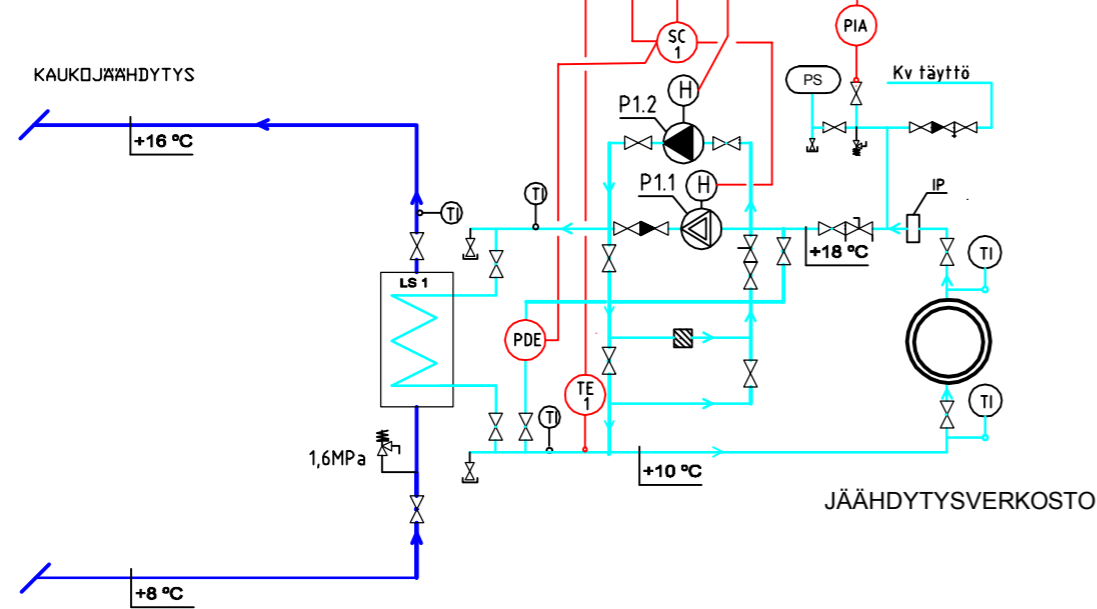 PIA
SC
1
KAUKOJÄÄHDYTYS
PS
Kv täyttö
H
P1.2
+16 ºC
P1.1
H
IP
TI
TI
+18 ºC
TI
LS 1
PDE
TE
1
TI
TI
1,6MPa
+10 ºC
JÄÄHDYTYSVERKOSTO
+8 ºC